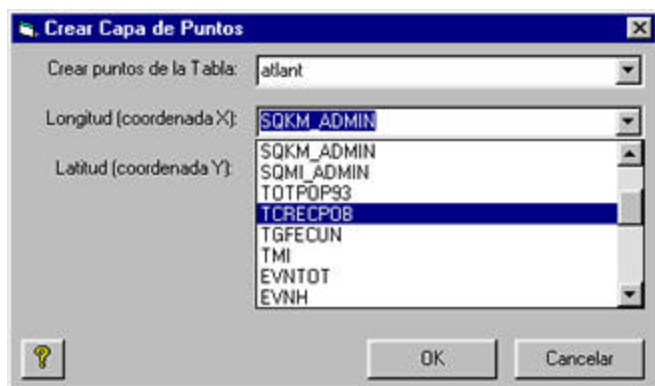 Crear Capa de Puntos
Crear puntos de la Tabla: atlant
Longitud (coordenada X): SQKM_ADMIN
Latitud (coordenada Y):
SQKM_ADMIN
SQMI_ADMIN
TOTPOP93
TCRECPOB
TGFECUN
TMI
EVNTOT
EVNH
?
OK Cancelar